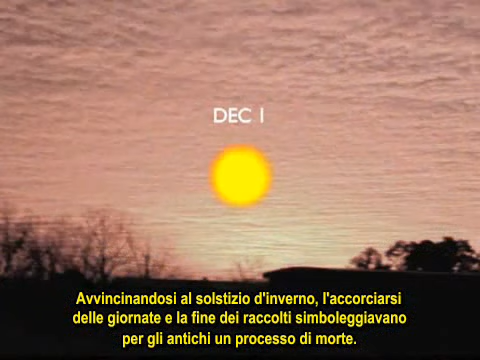 DEC 1
Avvincinandosi al solstizio d'inverno, l'accorciarsi
delle giornate e la fine dei raccolti simboleggiavano
per gli antichi un processo di morte.